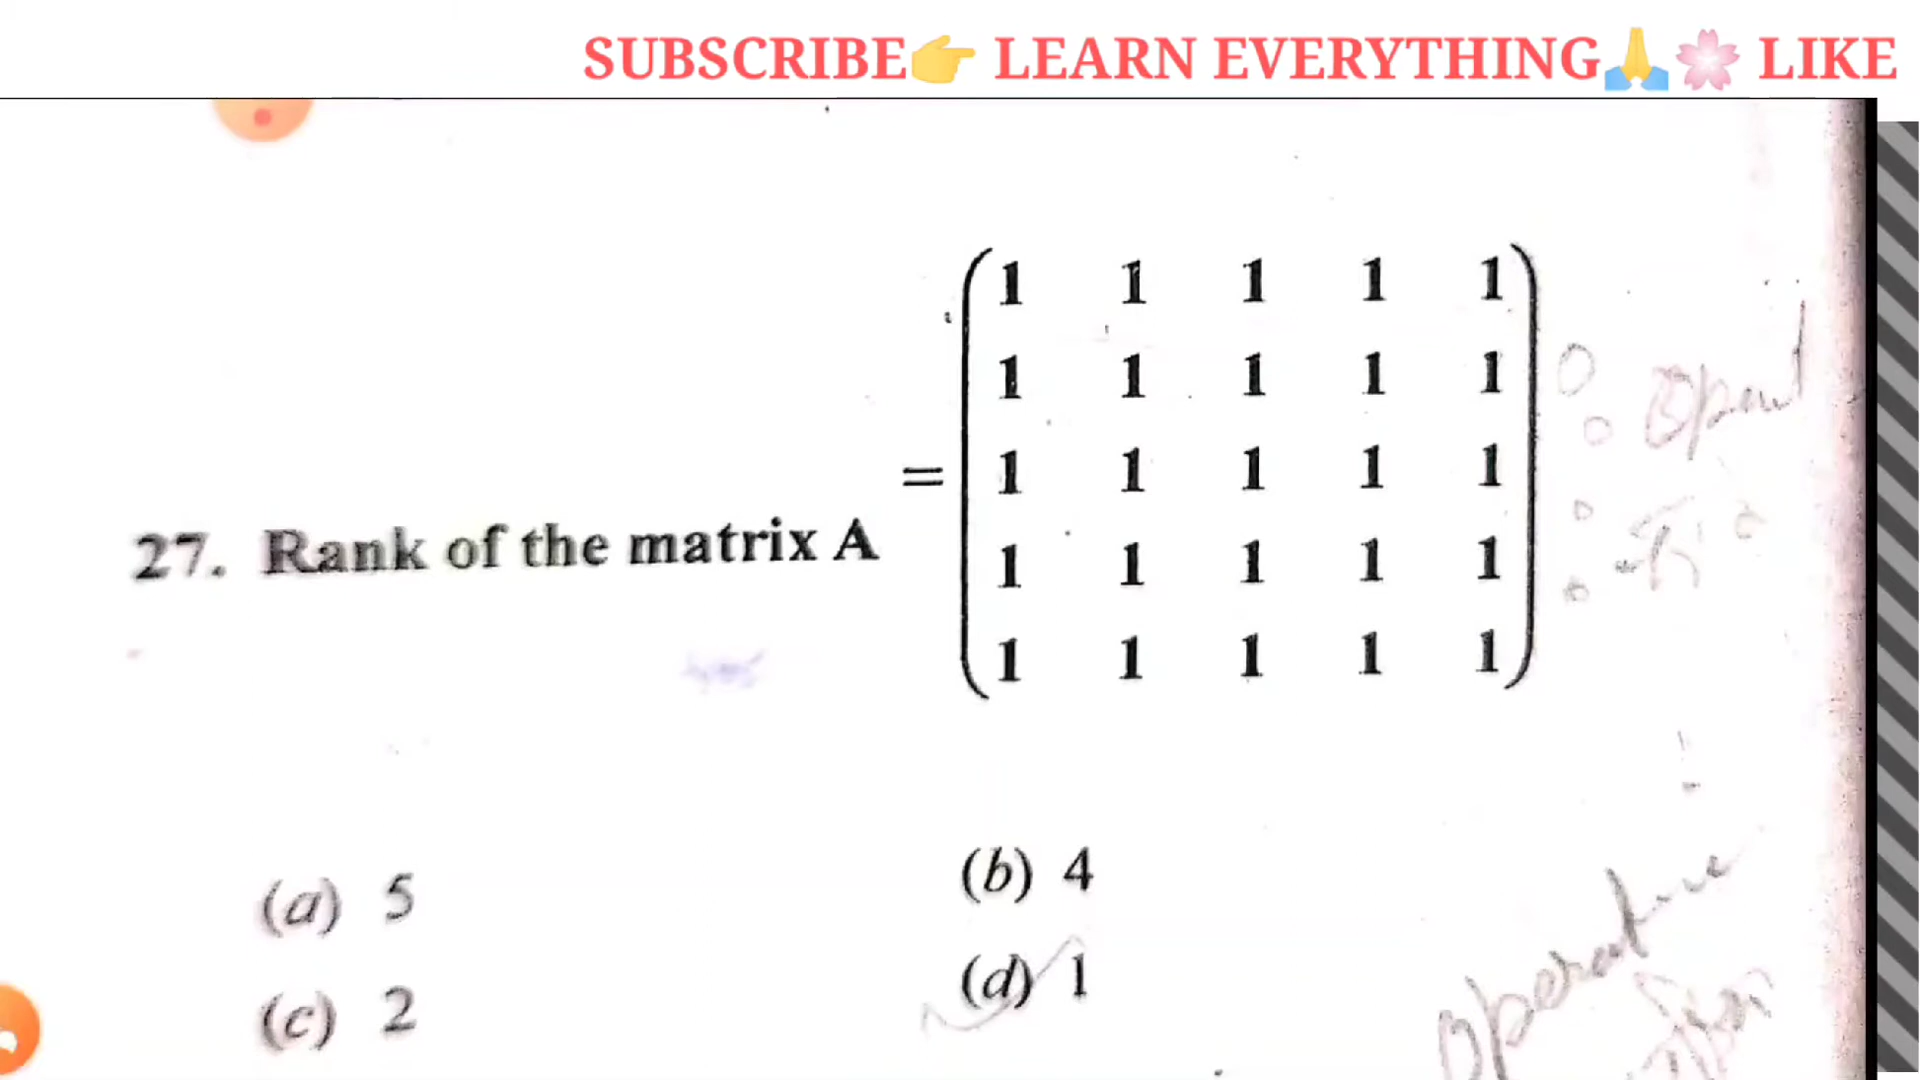 SUBSCRIBE👉 LEARN EVERYTHING🙏🌸 LIKE
1 1 1 1 1
1 1 1 1 1
27. Rank of the matrix A = 1 1 1 1 1
1 1 1 1 1
1 1 1 1 1
(a) 5
(b) 4
(c) 2
(d) 1